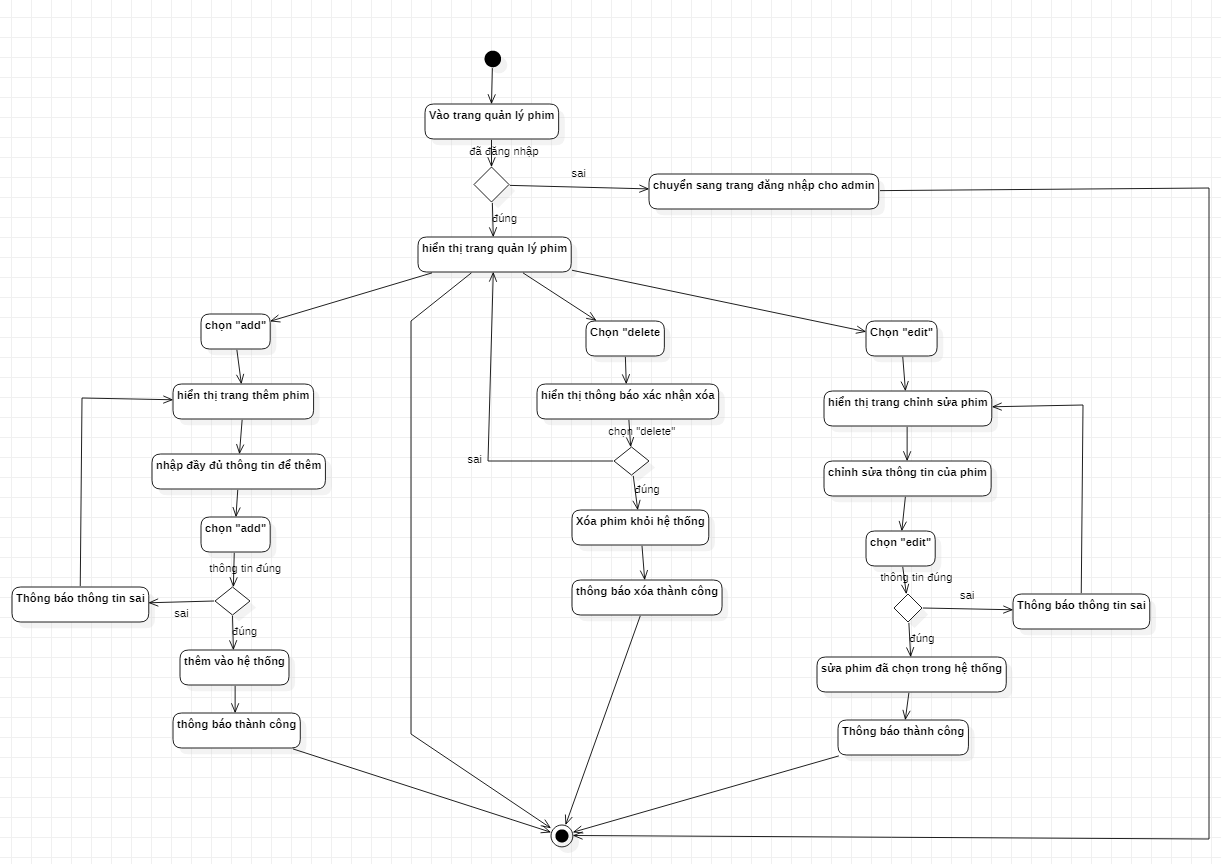 Vào trang quản lý phim
đã đăng nhập
sai
chuyển sang trang đăng nhập cho admin
đúng
hiển thị trang quản lý phim
chọn "add"
hiển thị trang thêm phim
nhập đầy đủ thông tin để thêm
chọn "add"
thông tin đúng
Thông báo thông tin sai
sai
đúng
thêm vào hệ thống
thông báo thành công
Chọn "delete
hiển thị thông báo xác nhận xóa
chọn "delete"
sai
đúng
Xóa phim khỏi hệ thống
thông báo xóa thành công
Chọn "edit"
hiển thị trang chỉnh sửa phim
chỉnh sửa thông tin của phim
chọn "edit"
thông tin đúng
sai
Thông báo thông tin sai
đúng
sửa phim đã chọn trong hệ thống
Thông báo thành công